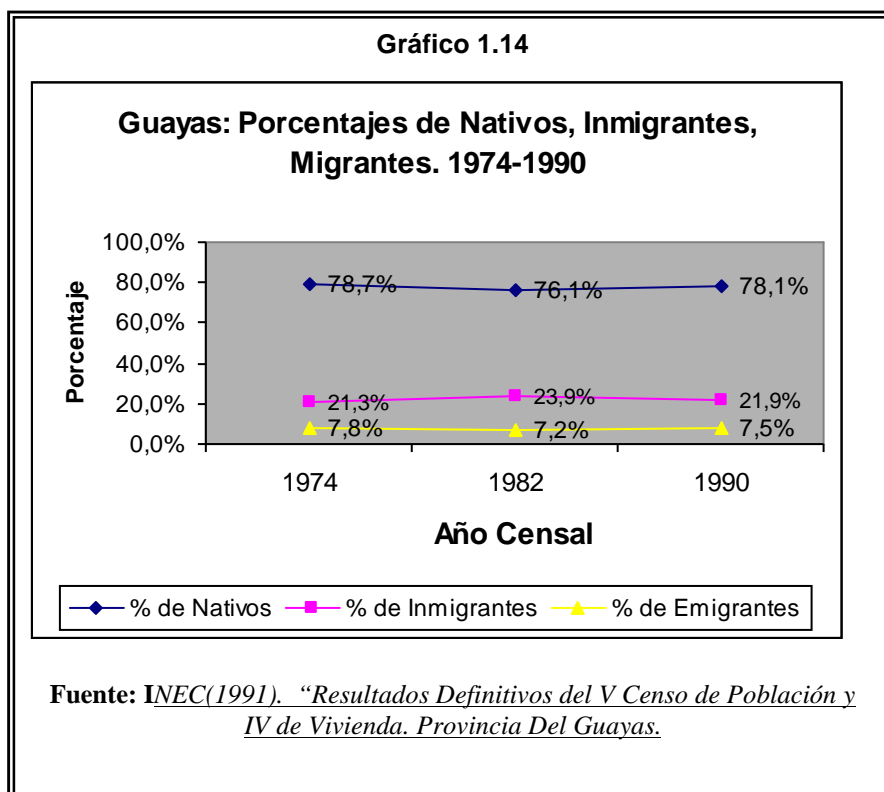 Gráfico 1.14
Guayas: Porcentajes de Nativos, Inmigrantes,
Migrantes. 1974-1990
100,0%
80,0%
60,0%
40,0%
20,0%
0,0%
Porcentaje
78,7%
76,1%
78,1%
21,3%
23,9%
21,9%
7,8%
7,2%
7,5%
1974
1982
1990
Año Censal
% de Nativos
% de Inmigrantes
% de Emigrantes
Fuente: INEC(1991). “Resultados Definitivos del V Censo de Población y
IV de Vivienda. Provincia Del Guayas.